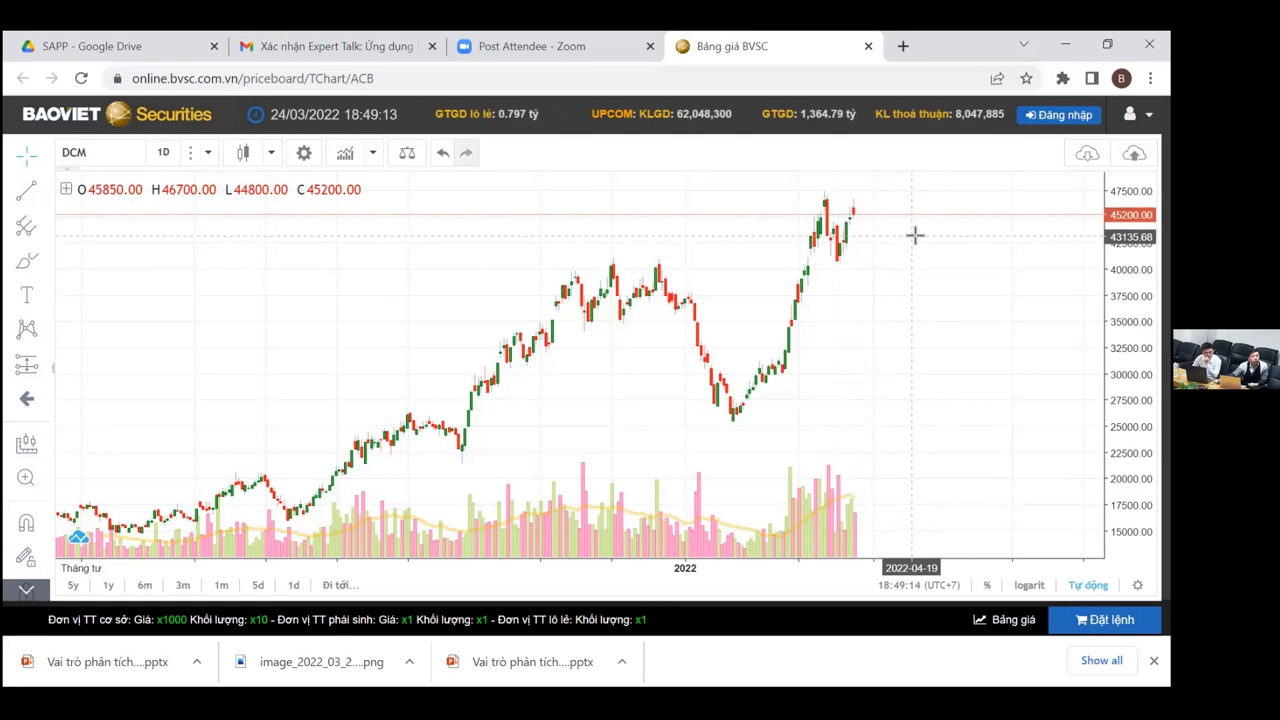 SAPP - Google Drive
Xác nhận Expert Talk: Ứng dụng
Post Attendee - Zoom
Bảng giá BVSC
online.bvsc.com.vn/priceboard/TChart/ACB
B
BAOVIET Securities
24/03/2022 18:49:13
GTGD lô lẻ: 0.797 tỷ
UPCOM: KLGD: 62,048,300
GTGD: 1,364.79 tỷ
KL thoả thuận: 8,047,885
Đăng nhập
DCM
1D
O45850.00 H46700.00 L44800.00 C45200.00
47500.00
45200.00
43135.68
40000.00
37500.00
35000.00
32500.00
30000.00
27500.00
25000.00
22500.00
20000.00
17500.00
15000.00
Tháng tư
2022
2022-04-19
5y 1y 6m 3m 1m 5d 1d Đi tới...
18:49:14 (UTC+7) % logarit Tự động
Đơn vị TT cơ sở: Giá: x1000 Khối lượng: x10 - Đơn vị TT phái sinh: Giá: x1 Khối lượng: x1 - Đơn vị TT lô lẻ: Khối lượng: x1
Bảng giá
Đặt lệnh
Vai trò phân tích....pptx
image_2022_03_2....png
Vai trò phân tích....pptx
Show all